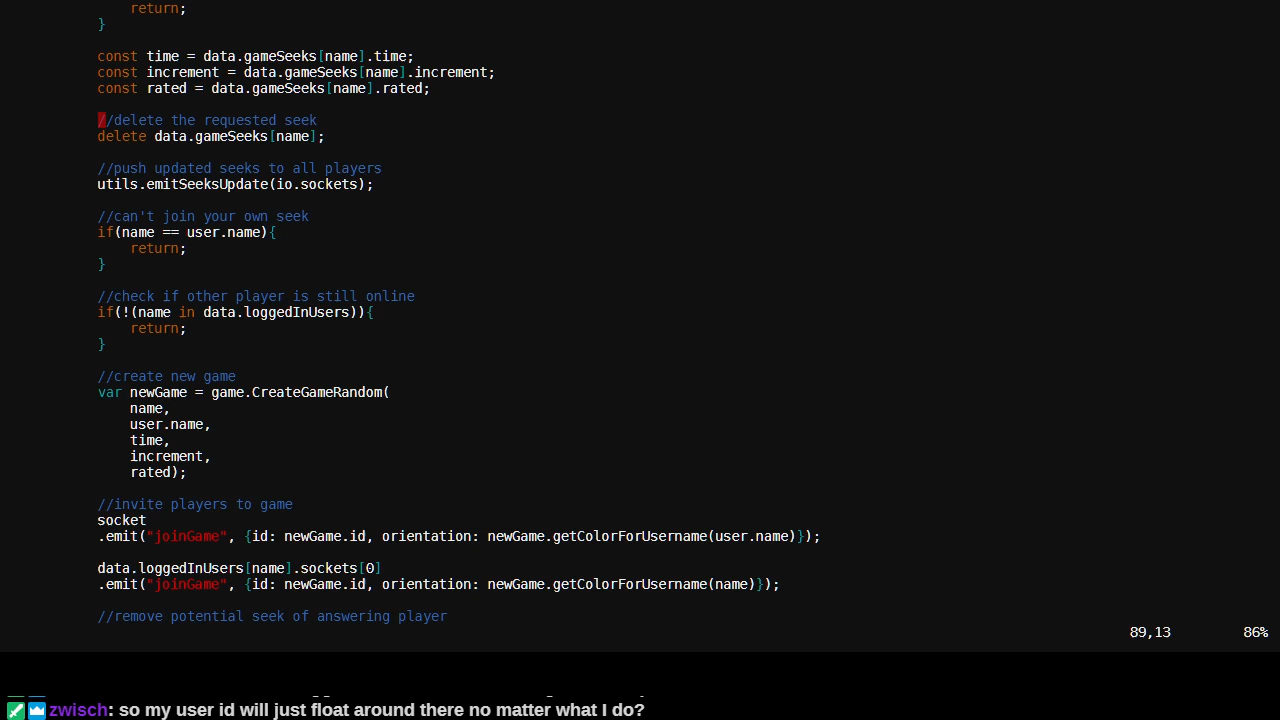 return;
}
const time = data.gameSeeks[name].time;
const increment = data.gameSeeks[name].increment;
const rated = data.gameSeeks[name].rated;
//delete the requested seek
delete data.gameSeeks[name];
//push updated seeks to all players
utils.emitSeeksUpdate(io.sockets);
//can't join your own seek
if(name == user.name){
return;
}
//check if other player is still online
if(!(name in data.loggedInUsers)){
return;
}
//create new game
var newGame = game.CreateGameRandom(
name,
user.name,
time,
increment,
rated);
//invite players to game
socket
.emit("joinGame", {id: newGame.id, orientation: newGame.getColorForUsername(user.name)});
data.loggedInUsers[name].sockets[0]
.emit("joinGame", {id: newGame.id, orientation: newGame.getColorForUsername(name)});
//remove potential seek of answering player
89,13 86%
zwisch: so my user id will just float around there no matter what I do?